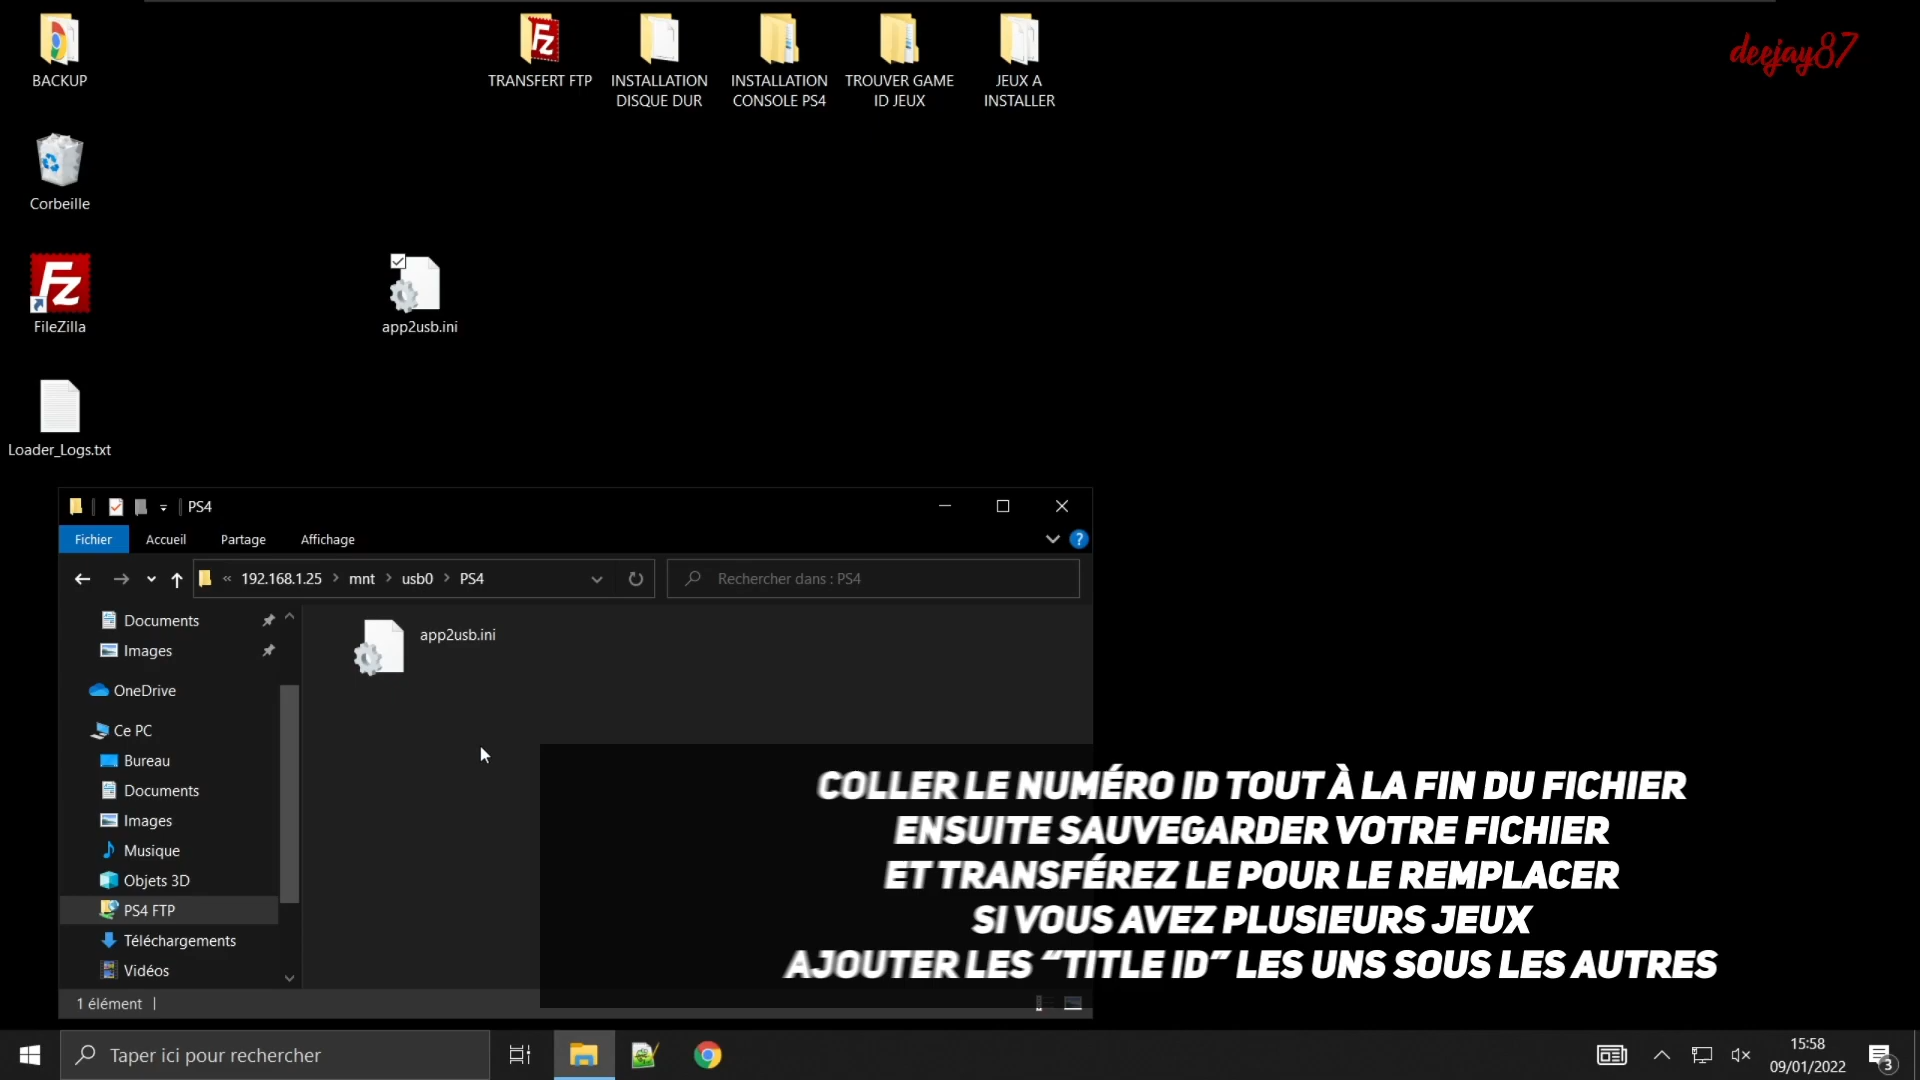 BACKUP
TRANSFERT FTP
INSTALLATION
DISQUE DUR
INSTALLATION
CONSOLE PS4
TROUVER GAME
ID JEUX
JEUX A
INSTALLER
deejay87
Corbeille
FileZilla
app2usb.ini
Loader_Logs.txt
PS4
Fichier
Accueil
Partage
Affichage
?
« 192.168.1.25 > mnt > usb0 > PS4
Rechercher dans : PS4
Documents
Images
OneDrive
Ce PC
Bureau
Documents
Images
Musique
Objets 3D
PS4 FTP
Téléchargements
Vidéos
app2usb.ini
1 élément
COLLER LE NUMÉRO ID TOUT À LA FIN DU FICHIER
ENSUITE SAUVEGARDER VOTRE FICHIER
ET TRANSFÉREZ LE POUR LE REMPLACER
SI VOUS AVEZ PLUSIEURS JEUX
AJOUTER LES “TITLE ID” LES UNS SOUS LES AUTRES
Taper ici pour rechercher
15:58
09/01/2022
3